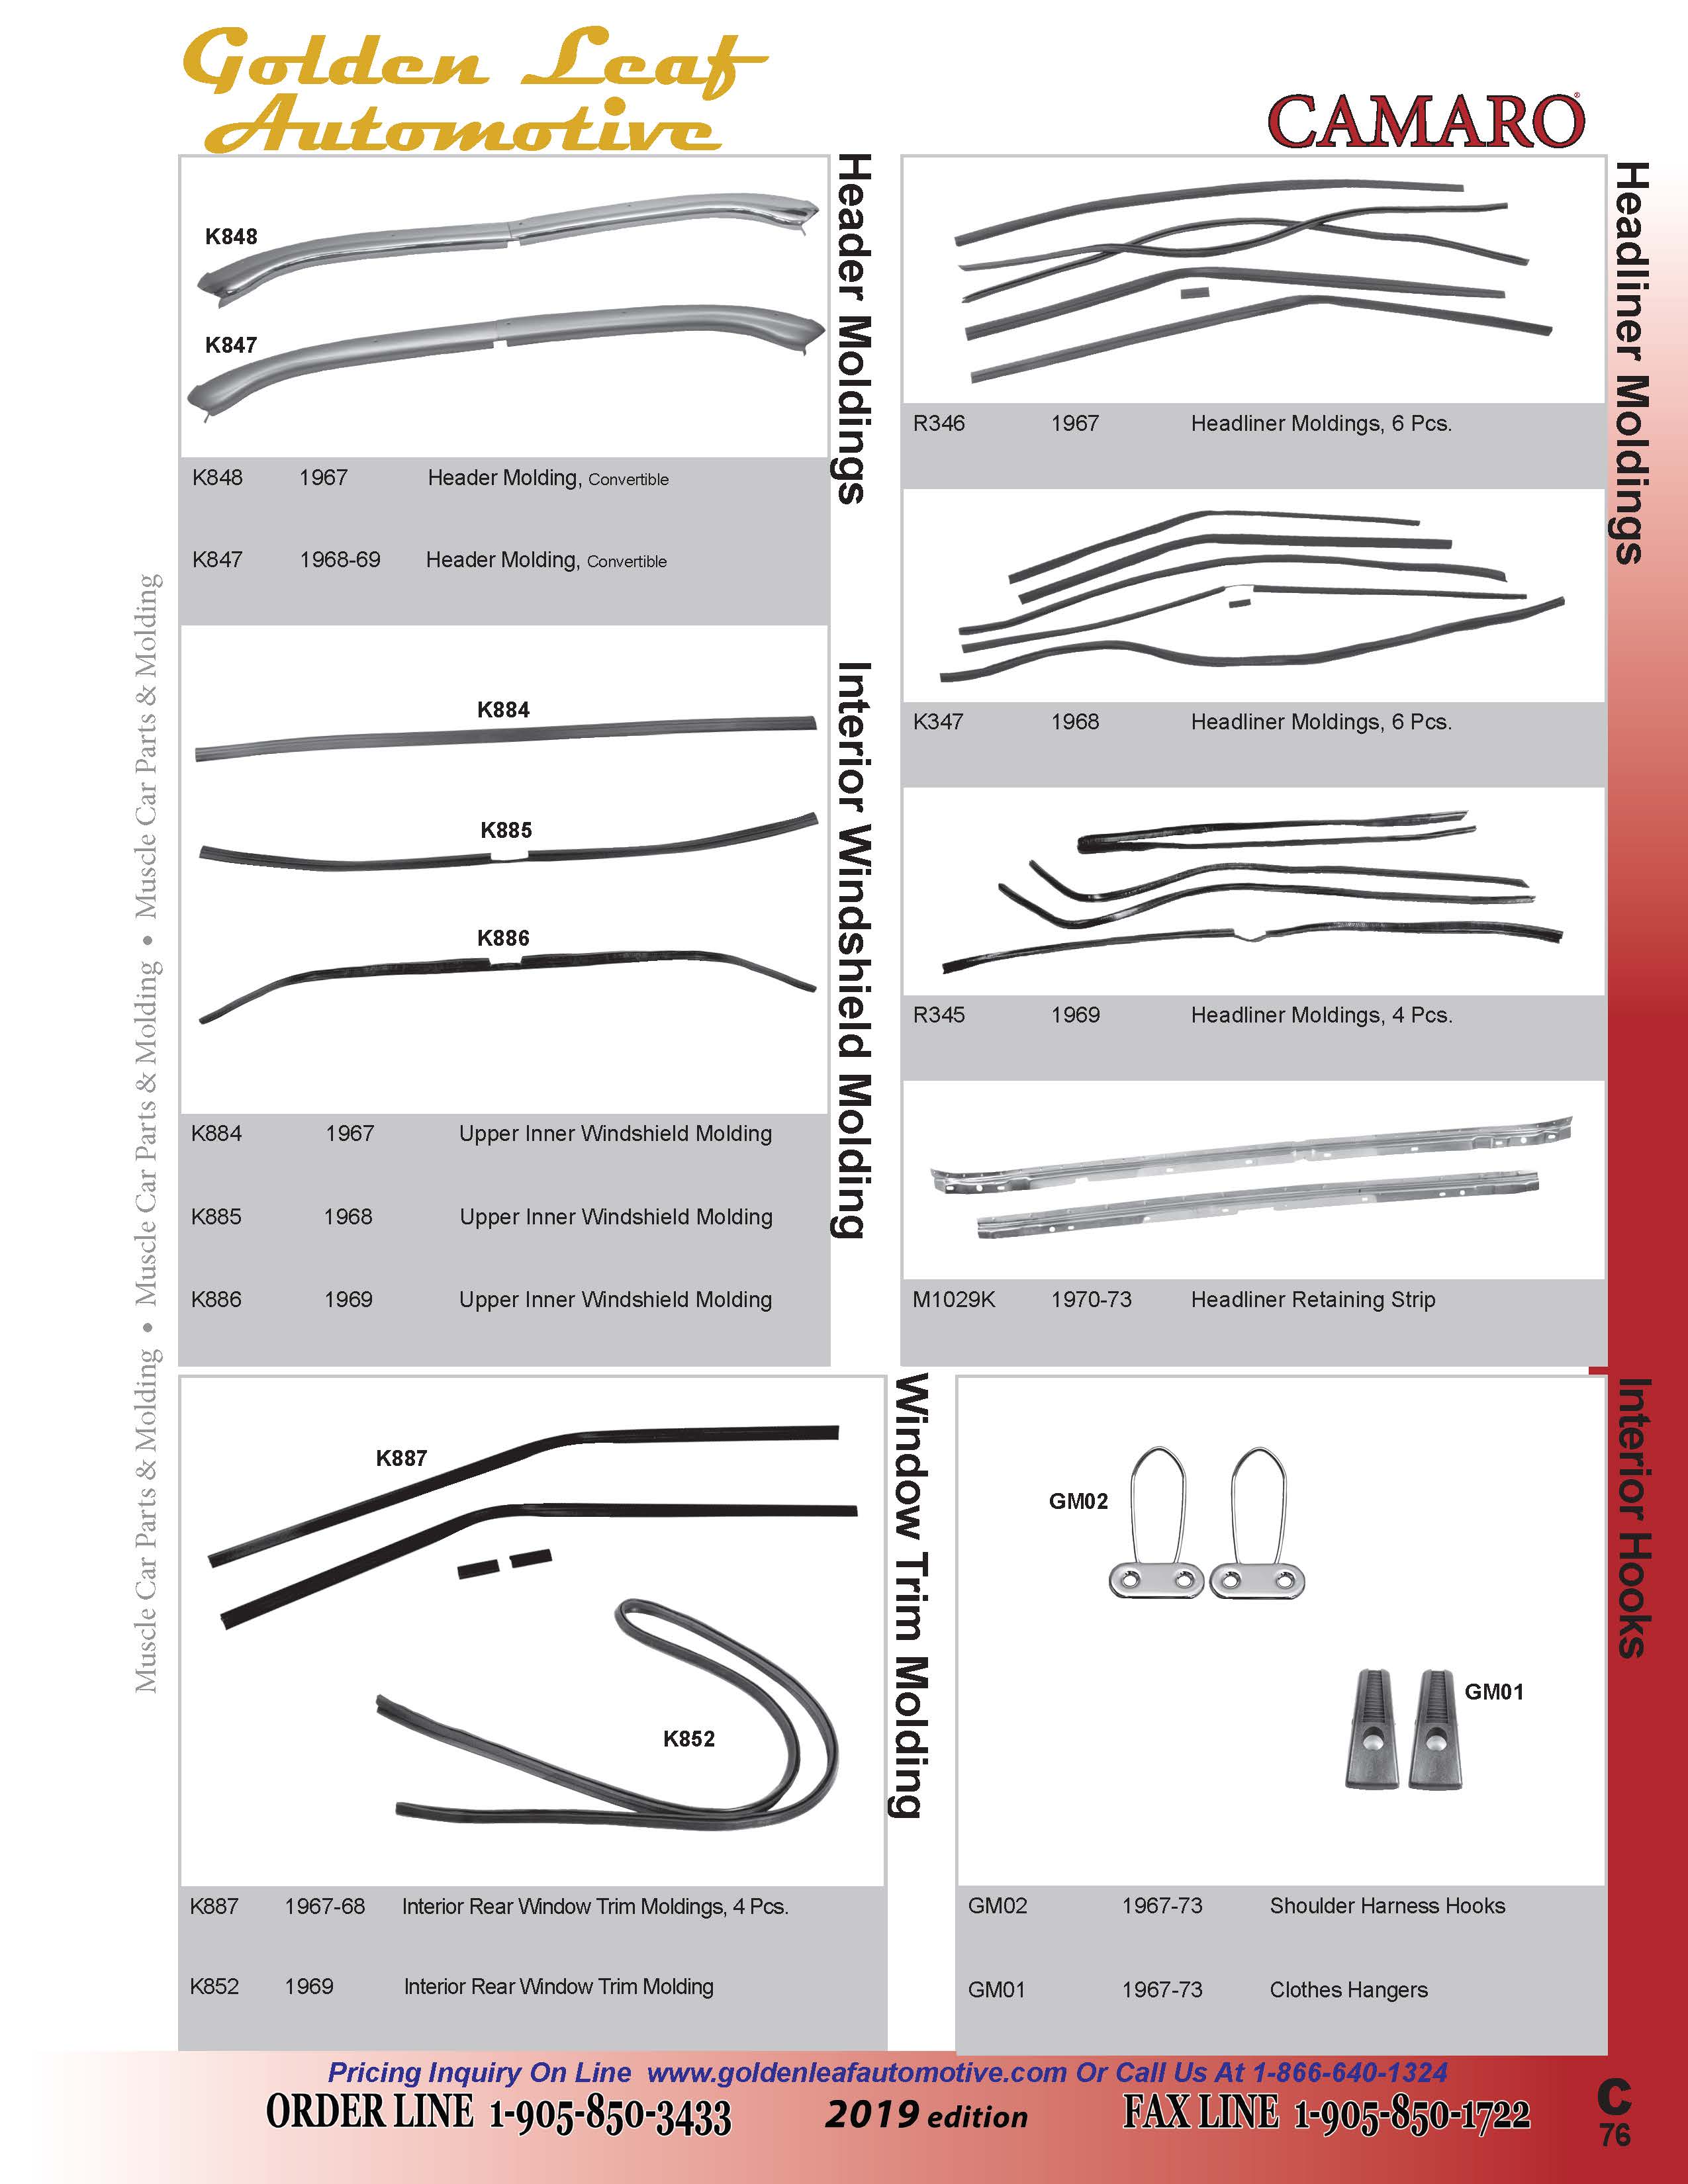 Golden Leaf
Automotive
CAMARO®
Header Moldings
K848
K847
K848 1967 Header Molding, Convertible
K847 1968-69 Header Molding, Convertible
Interior Windshield Molding
K884
K885
K886
K884 1967 Upper Inner Windshield Molding
K885 1968 Upper Inner Windshield Molding
K886 1969 Upper Inner Windshield Molding
Headliner Moldings
R346 1967 Headliner Moldings, 6 Pcs.
K347 1968 Headliner Moldings, 6 Pcs.
R345 1969 Headliner Moldings, 4 Pcs.
M1029K 1970-73 Headliner Retaining Strip
Window Trim Molding
K887
K852
K887 1967-68 Interior Rear Window Trim Moldings, 4 Pcs.
K852 1969 Interior Rear Window Trim Molding
Interior Hooks
GM02
GM01
GM02 1967-73 Shoulder Harness Hooks
GM01 1967-73 Clothes Hangers
Muscle Car Parts & Molding • Muscle Car Parts & Molding • Muscle Car Parts & Molding
Pricing Inquiry On Line www.goldenleafautomotive.com Or Call Us At 1-866-640-1324
ORDER LINE 1-905-850-3433 2019 edition FAX LINE 1-905-850-1722
C
76